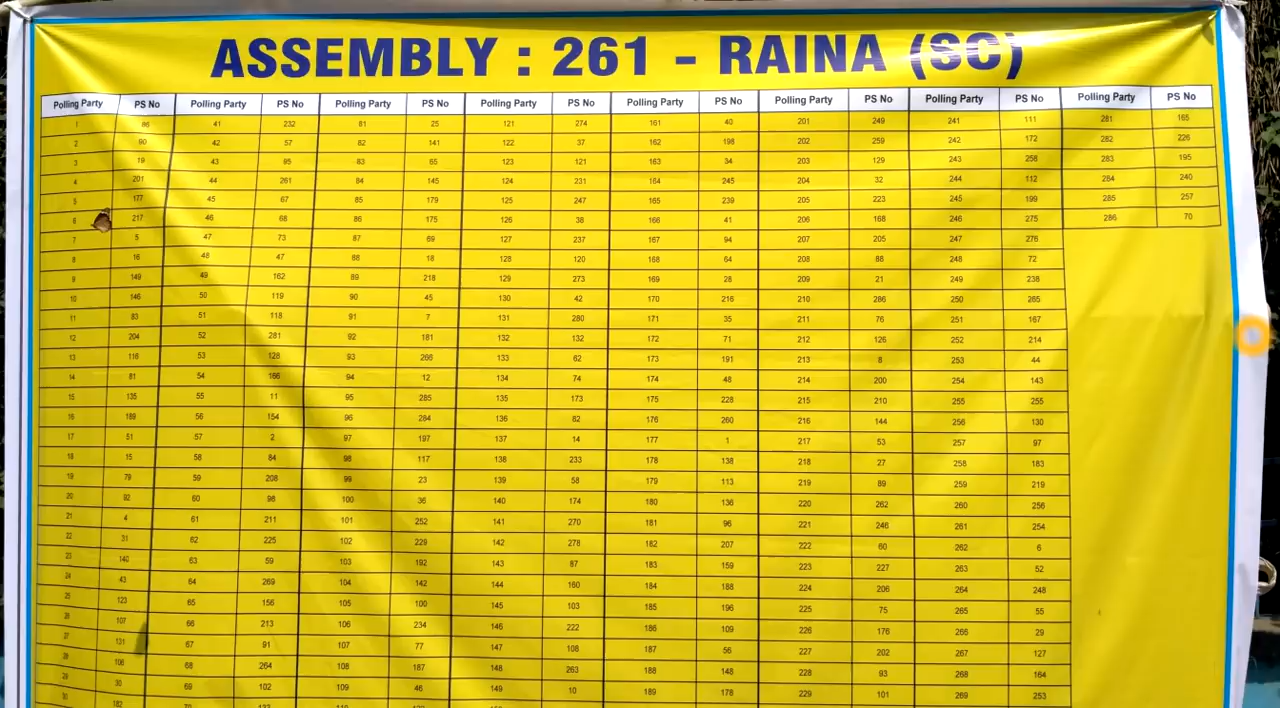 ASSEMBLY : 261 - RAINA (SC)
Polling Party PS No Polling Party PS No Polling Party PS No Polling Party PS No Polling Party PS No Polling Party PS No Polling Party PS No Polling Party PS No
1 86 41 232 81 25 121 274 161 40 201 249 241 111 281 165
2 90 42 57 82 141 122 37 162 198 202 259 242 172 282 226
3 19 43 95 83 65 123 121 163 34 203 129 243 258 283 195
4 201 44 261 84 145 124 231 164 245 204 32 244 112 284 240
5 177 45 67 85 179 125 247 165 239 205 223 245 199 285 257
6 217 46 68 86 175 126 38 166 41 206 168 246 275 286 70
7 5 47 73 87 69 127 237 167 94 207 205 247 276
8 16 48 47 88 18 128 120 168 64 208 88 248 72
9 149 49 162 89 218 129 273 169 28 209 21 249 238
10 146 50 119 90 45 130 42 170 216 210 286 250 265
11 83 51 118 91 7 131 280 171 35 211 76 251 167
12 204 52 281 92 181 132 132 172 71 212 126 252 214
13 116 53 128 93 266 133 62 173 191 213 8 253 44
14 81 54 166 94 12 134 74 174 48 214 200 254 143
15 135 55 11 95 285 135 173 175 228 215 210 255 255
16 189 56 154 96 284 136 82 176 260 216 144 256 130
17 51 57 2 97 197 137 14 177 1 217 53 257 97
18 15 58 84 98 117 138 233 178 138 218 27 258 183
19 79 59 208 99 23 139 58 179 113 219 89 259 219
20 92 60 98 100 36 140 174 180 136 220 262 260 256
21 4 61 211 101 252 141 270 181 96 221 246 261 254
22 31 62 225 102 229 142 278 182 207 222 60 262 6
23 140 63 59 103 192 143 87 183 159 223 227 263 52
24 43 64 269 104 142 144 160 184 188 224 206 264 248
25 123 65 156 105 100 145 103 185 196 225 75 265 55
26 107 66 213 106 234 146 222 186 109 226 176 266 29
27 131 67 91 107 77 147 108 187 56 227 202 267 127
28 106 68 264 108 187 148 263 188 148 228 93 268 164
29 30 69 102 109 46 149 10 189 178 229 101 269 253
30 182